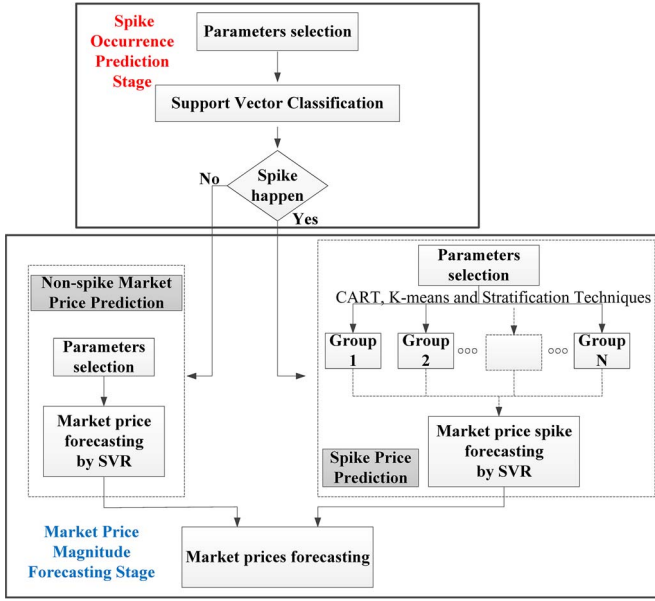 Spike
Occurrence
Prediction
Stage
Parameters selection
Support Vector Classification
Spike
happen
No
Yes
Non-spike Market
Price Prediction
Parameters
selection
Market price
forecasting
by SVR
Parameters
selection
CART, K-means and Stratification Techniques
Group
1
Group
2
Group
N
Market price spike
forecasting
by SVR
Spike Price
Prediction
Market Price
Magnitude
Forecasting Stage
Market prices forecasting